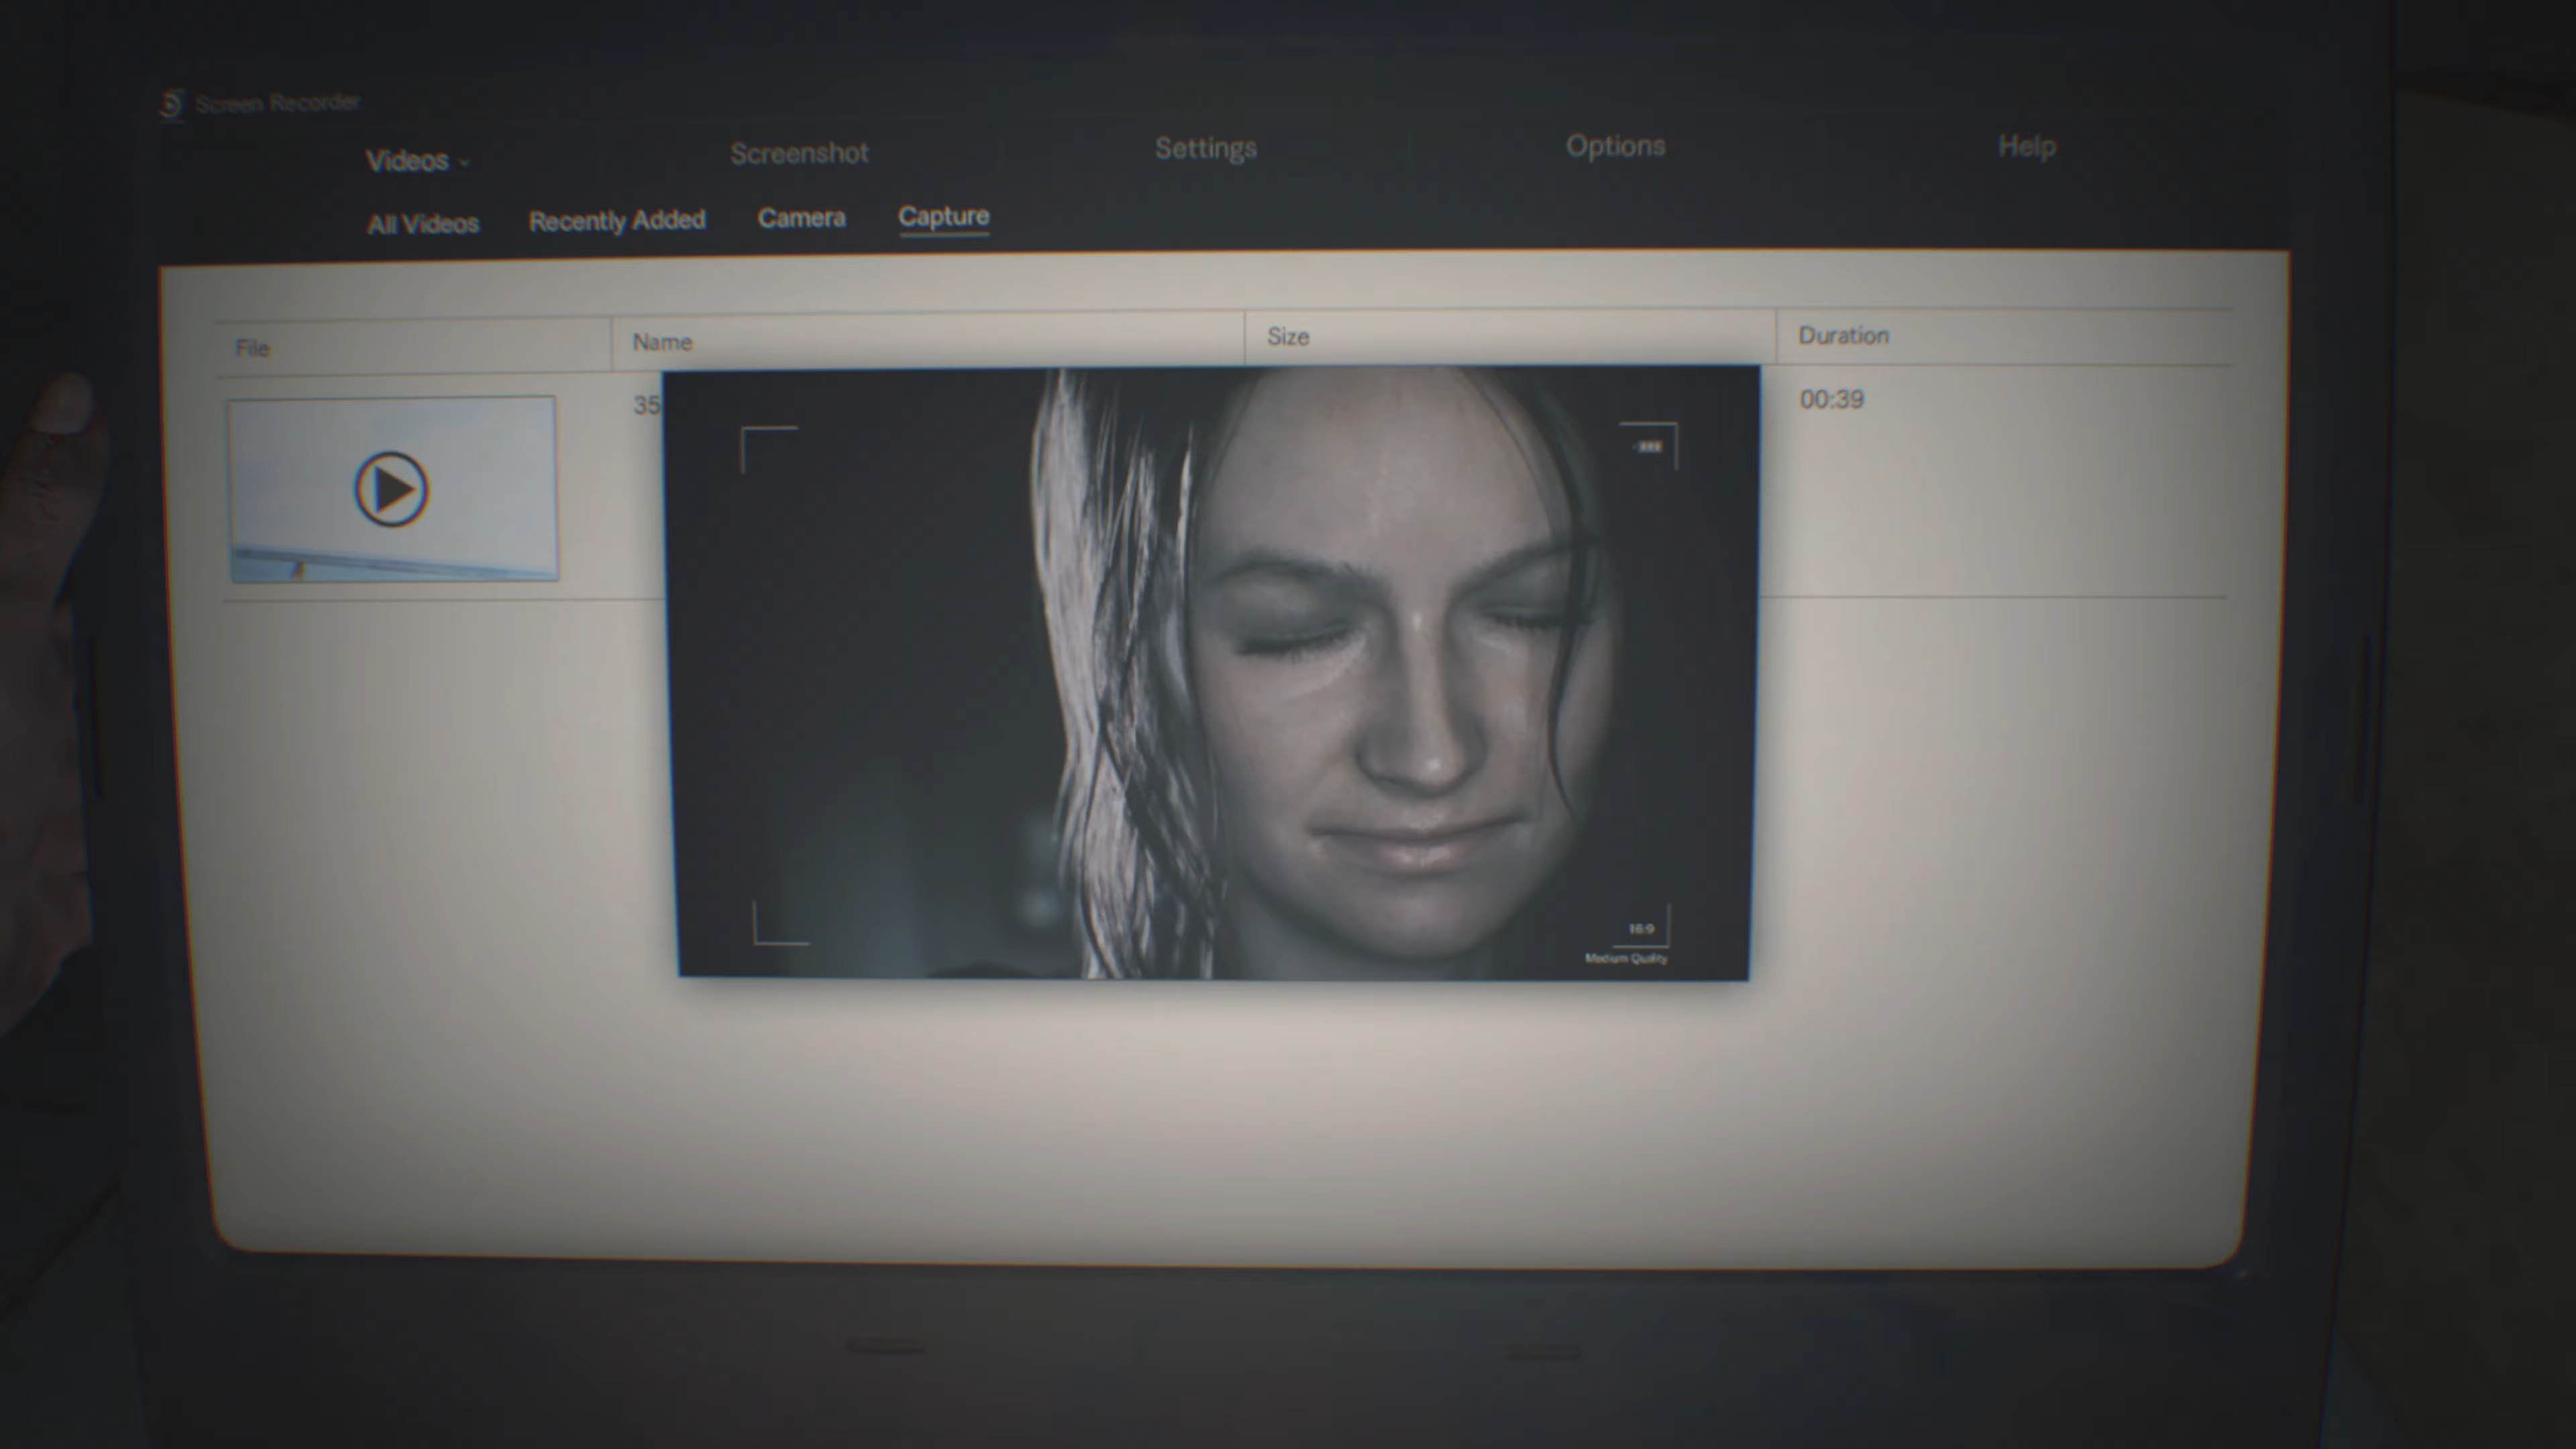 Screen Recorder
Videos Screenshot Settings Options Help
All Videos Recently Added Camera Capture
File Name Size Duration
35 00:39
16:9
Medium Quality